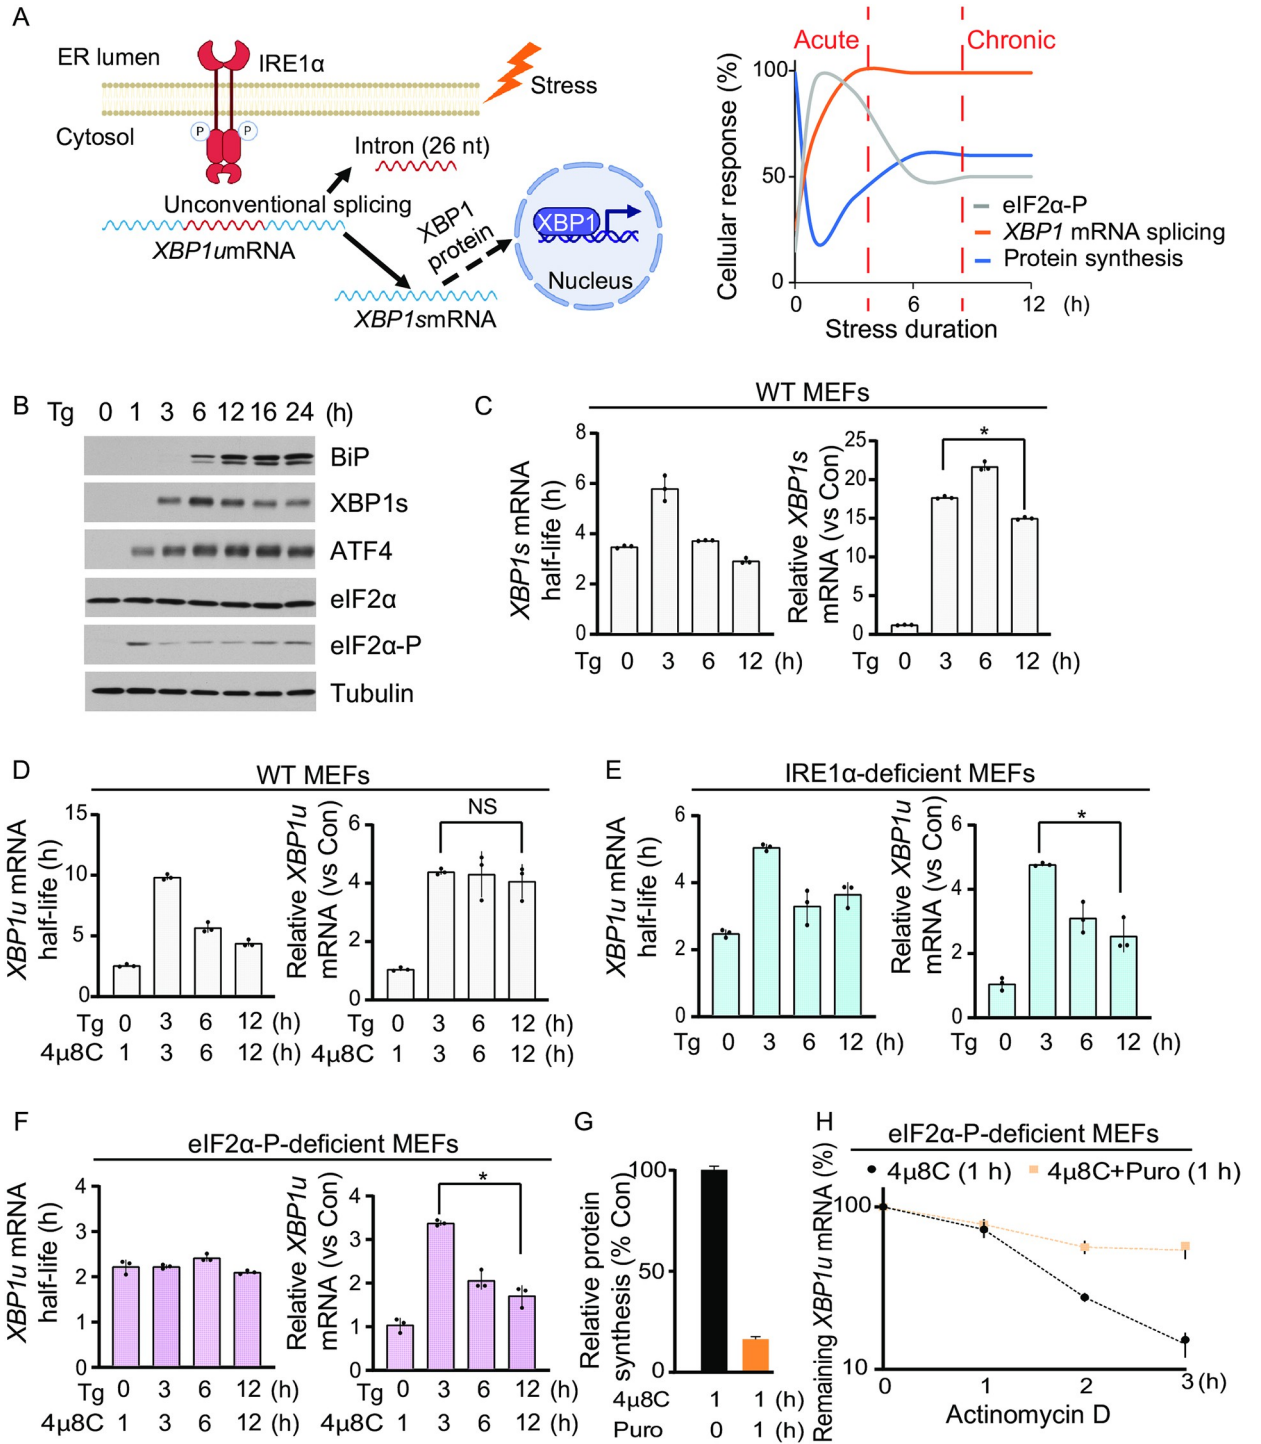 A
ER lumen
IRE1α
Stress
Cytosol
P
P
Intron (26 nt)
Unconventional splicing
XBP1umRNA
XBP1 protein
XBP1
Nucleus
XBP1smRNA
Acute
Chronic
Cellular response (%)
100
50
0
eIF2α-P
XBP1 mRNA splicing
Protein synthesis
0 6 12 (h)
Stress duration
B
Tg 0 1 3 6 12 16 24 (h)
BiP
XBP1s
ATF4
eIF2α
eIF2α-P
Tubulin
C
WT MEFs
XBP1s mRNA
half-life (h)
8
6
4
2
0
Tg 0 3 6 12 (h)
Relative XBP1s
mRNA (vs Con)
25
20
15
10
5
0
*
Tg 0 3 6 12 (h)
D
WT MEFs
XBP1u mRNA
half-life (h)
15
10
5
0
Tg 0 3 6 12 (h)
4μ8C 1 3 6 12 (h)
Relative XBP1u
mRNA (vs Con)
6
4
2
0
NS
Tg 0 3 6 12 (h)
4μ8C 1 3 6 12 (h)
E
IRE1α-deficient MEFs
XBP1u mRNA
half-life (h)
6
4
2
0
Tg 0 3 6 12 (h)
Relative XBP1u
mRNA (vs Con)
6
4
2
0
*
Tg 0 3 6 12 (h)
F
eIF2α-P-deficient MEFs
XBP1u mRNA
half-life (h)
4
3
2
1
0
Tg 0 3 6 12 (h)
4μ8C 1 3 6 12 (h)
Relative XBP1u
mRNA (vs Con)
4
3
2
1
0
*
Tg 0 3 6 12 (h)
4μ8C 1 3 6 12 (h)
G
Relative protein
synthesis (% Con)
100
50
0
4μ8C 1 1 (h)
Puro 0 1 (h)
H
eIF2α-P-deficient MEFs
4μ8C (1 h) 4μ8C+Puro (1 h)
Remaining XBP1u mRNA (%)
100
10
0 1 2 3 (h)
Actinomycin D